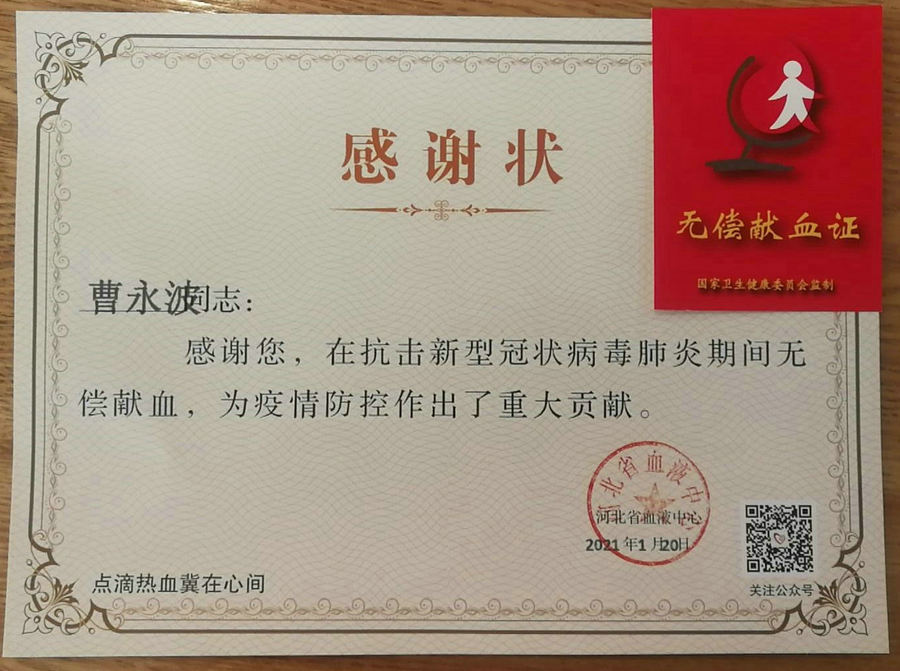 感谢状
无偿献血证
国家卫生健康委员会监制
曹永波同志：
感谢您，在抗击新型冠状病毒肺炎期间无
偿献血，为疫情防控作出了重大贡献。
河北省血液中心
河北省血液中心
2021年1月20日
点滴热血冀在心间
关注公众号